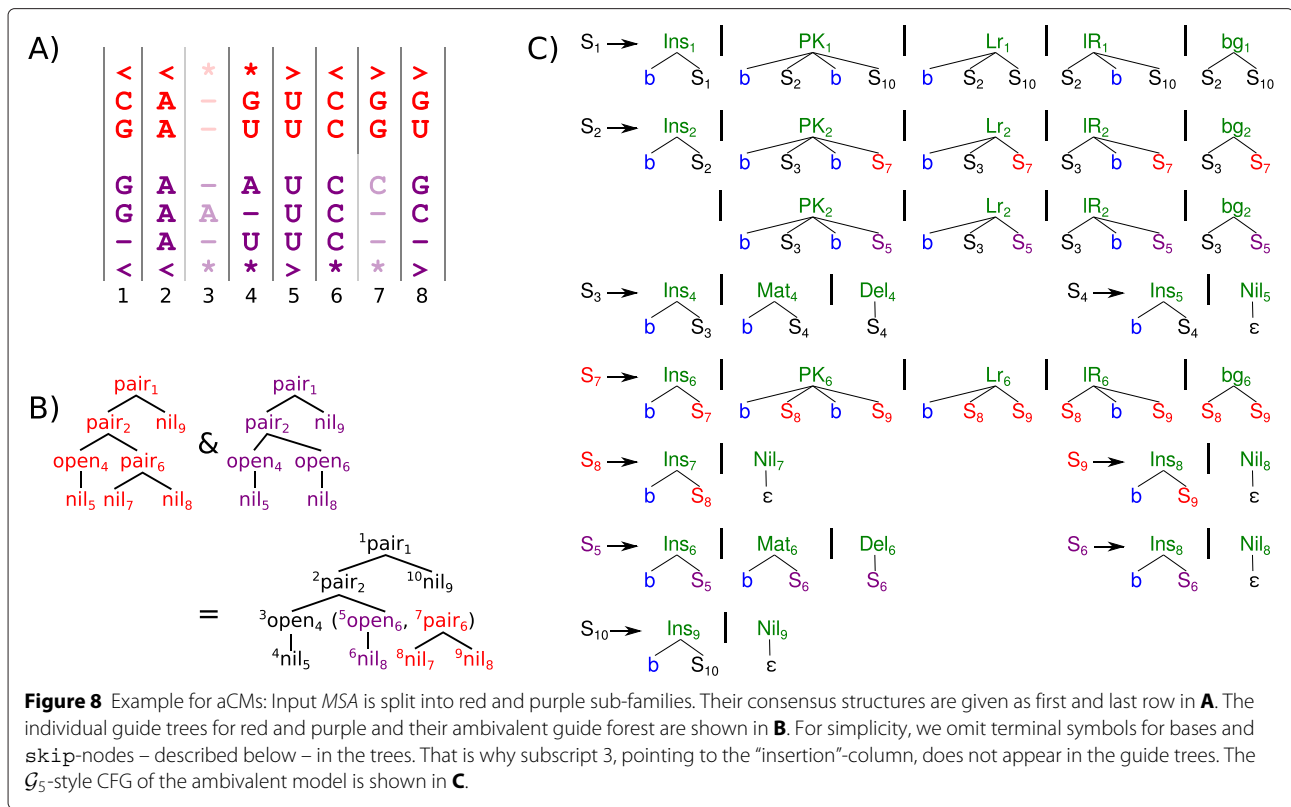 A)
< < * * > < > >
C A – G U C G G
G A – U U C G U
G A – A U C C G
G A A – U C – C
– A – U U C – –
< < * * > * * >
1 2 3 4 5 6 7 8
B)
pair₁ pair₁
pair₂ nil₉ & pair₂ nil₉
open₄ pair₆ open₄ open₆
nil₅ nil₇ nil₈ nil₅ nil₈
¹pair₁
²pair₂ ¹⁰nil₉
= ³open₄ (⁵open₆, ⁷pair₆)
⁴nil₅ ⁶nil₈ ⁸nil₇ ⁹nil₈
C)
S₁ → Ins₁ | PK₁ | Lr₁ | IR₁ | bg₁
b S₁ b S₂ b S₁₀ b S₂ S₁₀ S₂ b S₁₀ S₂ S₁₀
S₂ → Ins₂ | PK₂ | Lr₂ | IR₂ | bg₂
b S₂ b S₃ b S₇ b S₃ S₇ S₃ b S₇ S₃ S₇
| PK₂ | Lr₂ | IR₂ | bg₂
b S₃ b S₅ b S₃ S₅ S₃ b S₅ S₃ S₅
S₃ → Ins₄ | Mat₄ | Del₄ S₄ → Ins₅ | Nil₅
b S₃ b S₄ S₄ b S₄ ε
S₇ → Ins₆ | PK₆ | Lr₆ | IR₆ | bg₆
b S₇ b S₈ b S₉ b S₈ S₉ S₈ b S₉ S₈ S₉
S₈ → Ins₇ | Nil₇ S₉ → Ins₈ | Nil₈
b S₈ ε b S₉ ε
S₅ → Ins₆ | Mat₆ | Del₆ S₆ → Ins₈ | Nil₈
b S₅ b S₆ S₆ b S₆ ε
S₁₀ → Ins₉ | Nil₉
b S₁₀ ε
Figure 8 Example for aCMs: Input MSA is split into red and purple sub-families. Their consensus structures are given as first and last row in A. The
individual guide trees for red and purple and their ambivalent guide forest are shown in B. For simplicity, we omit terminal symbols for bases and
skip-nodes – described below – in the trees. That is why subscript 3, pointing to the “insertion”-column, does not appear in the guide trees. The
𝒢₅-style CFG of the ambivalent model is shown in C.